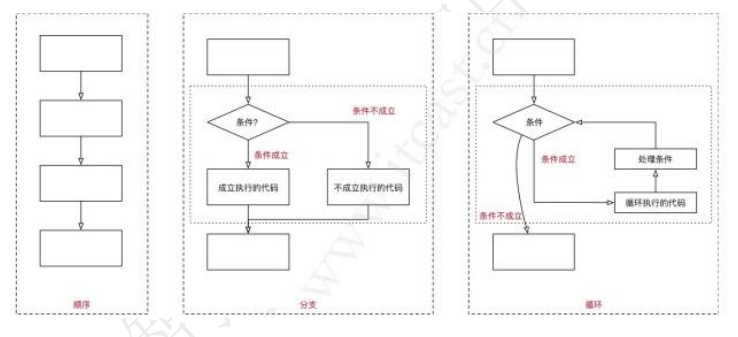 顺序
条件?
条件不成立
条件成立
成立执行的代码
不成立执行的代码
分支
条件
条件成立
处理条件
循环执行的代码
条件不成立
循环
www.itcast.cn